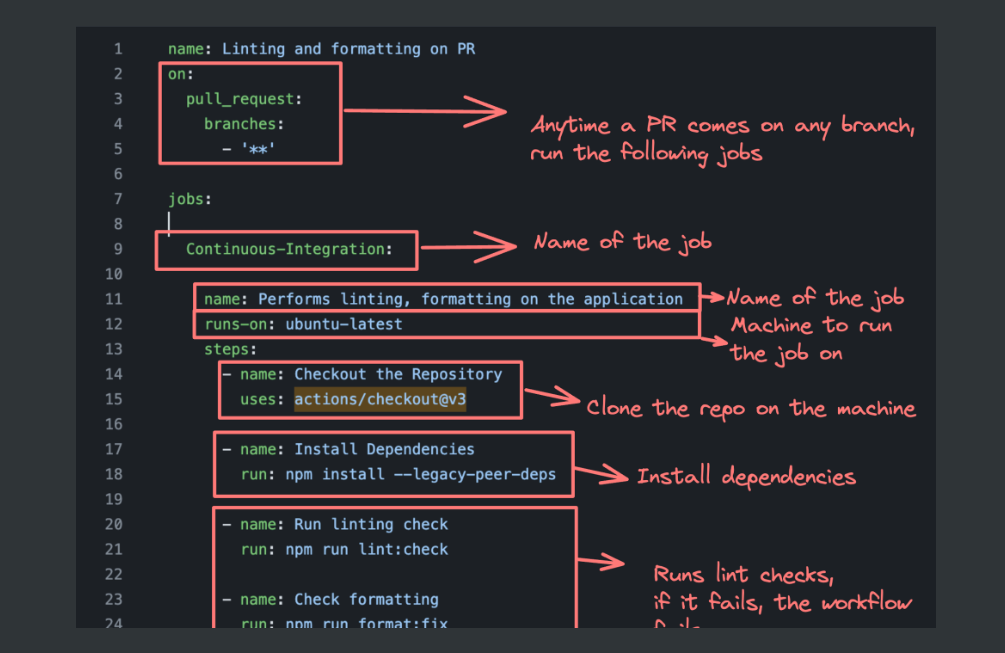 1 name: Linting and formatting on PR
2 on:
3 pull_request:
4 branches:
5 - '**'
Anytime a PR comes on any branch,
run the following jobs
6
7 jobs:
8
9 Continuous-Integration:
Name of the job
10
11 name: Performs linting, formatting on the application
Name of the job
12 runs-on: ubuntu-latest
Machine to run
the job on
13 steps:
14 - name: Checkout the Repository
15 uses: actions/checkout@v3
Clone the repo on the machine
16
17 - name: Install Dependencies
18 run: npm install --legacy-peer-deps
Install dependencies
19
20 - name: Run linting check
21 run: npm run lint:check
22
Runs lint checks,
if it fails, the workflow
23 - name: Check formatting
24 run: npm run format:fix